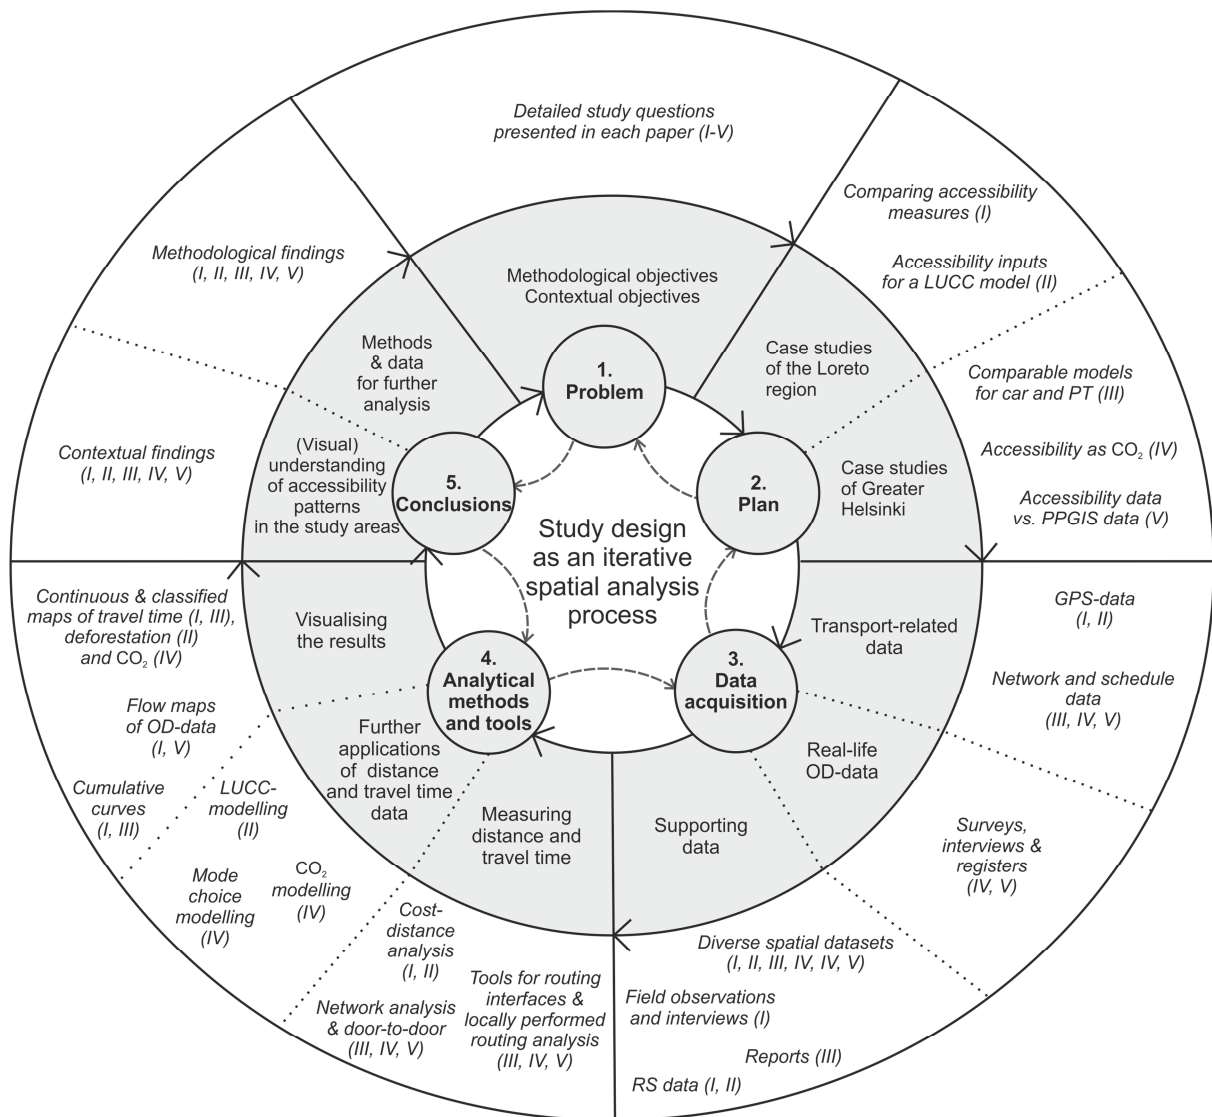 Detailed study questions
presented in each paper (I-V)
Methodological objectives
Contextual objectives
1.
Problem
Comparing accessibility
measures (I)
Accessibility inputs
for a LUCC model (II)
Case studies
of the Loreto
region
Comparable models
for car and PT (III)
Accessibility as CO₂ (IV)
Accessibility data
vs. PPGIS data (V)
Case studies
of Greater
Helsinki
2.
Plan
GPS-data
(I, II)
Network and schedule
data
(III, IV, V)
Transport-related
data
Surveys,
interviews &
registers
(IV, V)
Real-life
OD-data
3.
Data
acquisition
Supporting
data
Diverse spatial datasets
(I, II, III, IV, IV, V)
Field observations
and interviews (I)
Reports (III)
RS data (I, II)
Measuring
distance and
travel time
Cost-
distance
analysis
(I, II)
Tools for routing
interfaces &
locally performed
routing analysis
(III, IV, V)
Network analysis
& door-to-door
(III, IV, V)
4.
Analytical
methods
and tools
Further
applications
of distance
and travel time
data
LUCC-
modelling
(II)
CO₂
modelling
(IV)
Mode
choice
modelling
(IV)
Visualising
the results
Continuous & classified
maps of travel time (I, III),
deforestation (II)
and CO₂ (IV)
Flow maps
of OD-data
(I, V)
Cumulative
curves
(I, III)
5.
Conclusions
(Visual)
understanding
of accessibility
patterns
in the study areas
Contextual findings
(I, II, III, IV, V)
Methods
& data
for further
analysis
Methodological findings
(I, II, III, IV, V)
Study design
as an iterative
spatial analysis
process